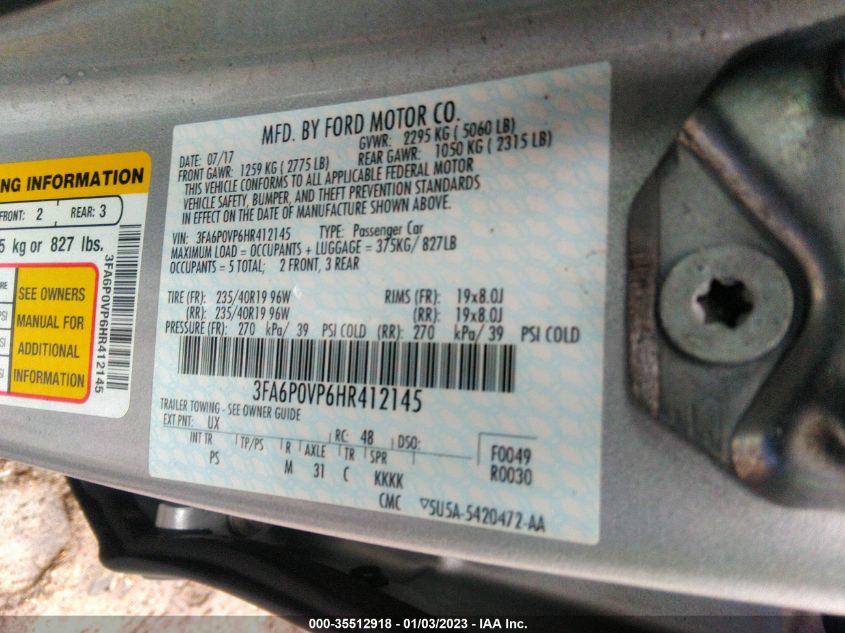 MFD. BY FORD MOTOR CO.
DATE: 07/17 GVWR: 2295 KG ( 5060 LB)
FRONT GAWR: 1259 KG ( 2775 LB) REAR GAWR: 1050 KG ( 2315 LB)
THIS VEHICLE CONFORMS TO ALL APPLICABLE FEDERAL MOTOR
VEHICLE SAFETY, BUMPER, AND THEFT PREVENTION STANDARDS
IN EFFECT ON THE DATE OF MANUFACTURE SHOWN ABOVE.
VIN: 3FA6P0VP6HR412145 TYPE: Passenger Car
MAXIMUM LOAD = OCCUPANTS + LUGGAGE = 375KG/ 827LB
OCCUPANTS = 5 TOTAL; 2 FRONT, 3 REAR
TIRE (FR): 235/40R19 96W RIMS (FR): 19x8.0J
(RR): 235/40R19 96W (RR): 19x8.0J
PRESSURE (FR): 270 kPa/ 39 PSI COLD (RR): 270 kPa/ 39 PSI COLD
3FA6P0VP6HR412145
TRAILER TOWING - SEE OWNER GUIDE
EXT PNT: UX RC: 48 DSO:
INT TR TP/PS R AXLE TR SPR F0049
PS M 31 C KKKK R0030
CMC ▽5U5A-5420472-AA
NG INFORMATION
FRONT: 2 REAR: 3
5 kg or 827 lbs.
SEE OWNERS
MANUAL FOR
ADDITIONAL
INFORMATION
3FA6P0VP6HR412145
000-35512918 - 01/03/2023 - IAA Inc.